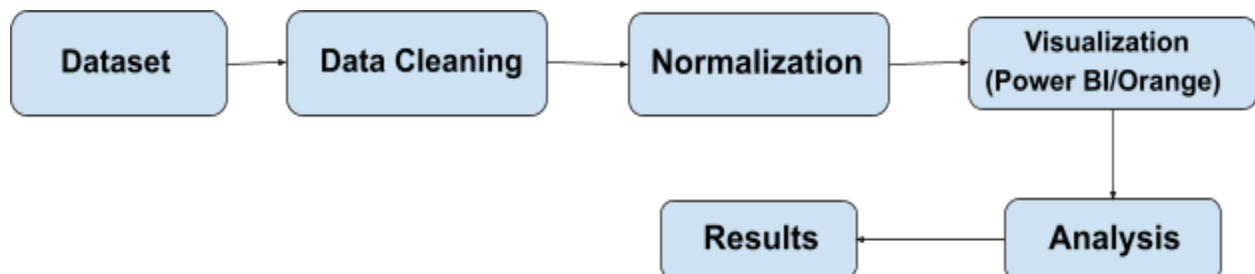 Dataset
Data Cleaning
Normalization
Visualization
(Power BI/Orange)
Analysis
Results